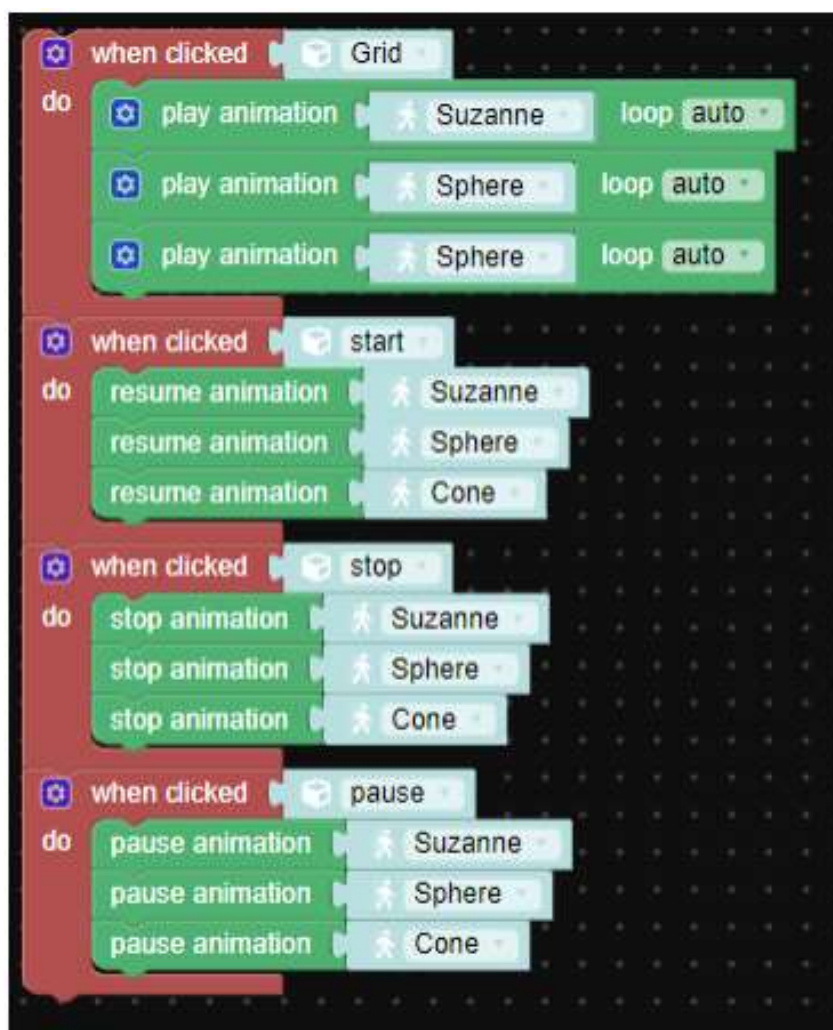 when clicked Grid
do play animation Suzanne loop auto
play animation Sphere loop auto
play animation Sphere loop auto
when clicked start
do resume animation Suzanne
resume animation Sphere
resume animation Cone
when clicked stop
do stop animation Suzanne
stop animation Sphere
stop animation Cone
when clicked pause
do pause animation Suzanne
pause animation Sphere
pause animation Cone